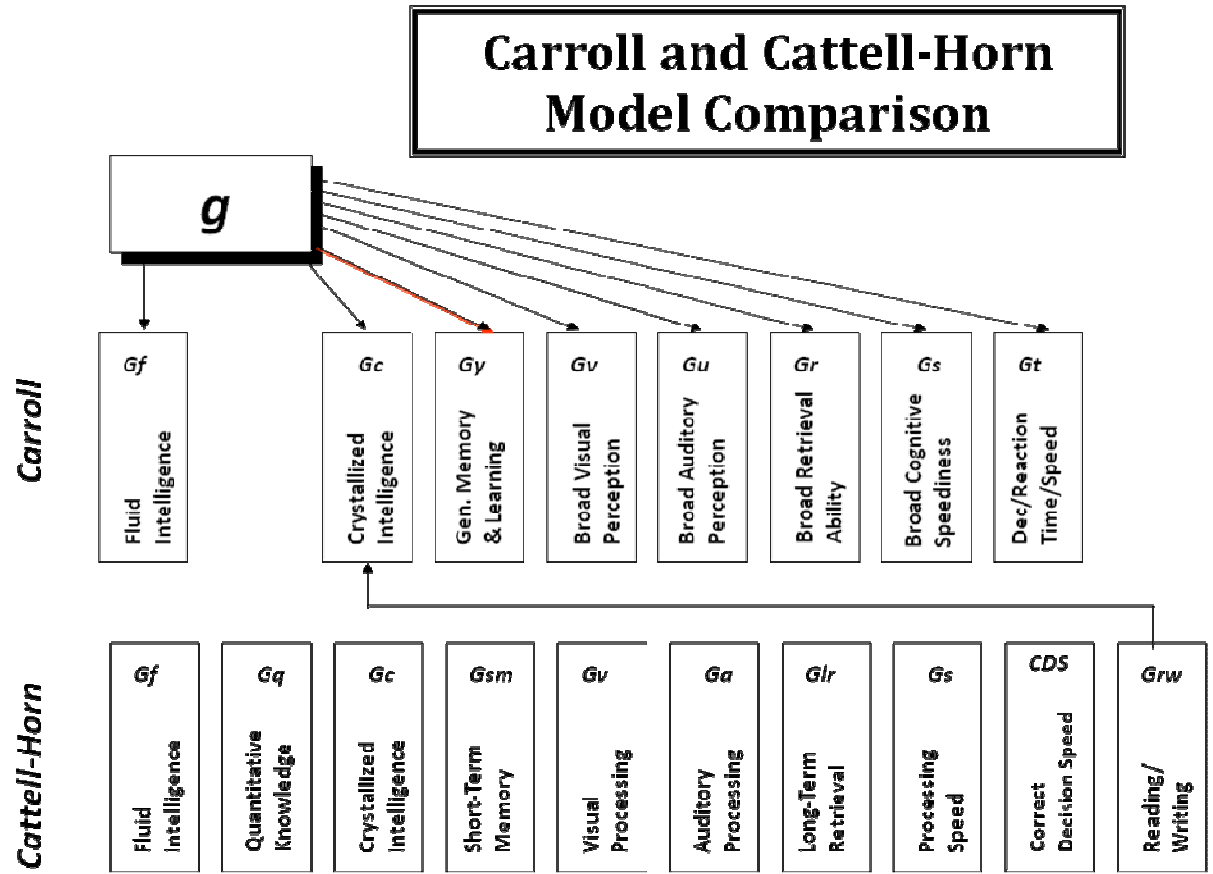 Carroll and Cattell-Horn
Model Comparison
g
Carroll
Gf
Fluid
Intelligence
Gc
Crystallized
Intelligence
Gy
Gen. Memory
& Learning
Gv
Broad Visual
Perception
Gu
Broad Auditory
Perception
Gr
Broad Retrieval
Ability
Gs
Broad Cognitive
Speediness
Gt
Dec/Reaction
Time/Speed
Cattell-Horn
Gf
Fluid
Intelligence
Gq
Quantitative
Knowledge
Gc
Crystallized
Intelligence
Gsm
Short-Term
Memory
Gv
Visual
Processing
Ga
Auditory
Processing
Glr
Long-Term
Retrieval
Gs
Processing
Speed
CDS
Correct
Decision Speed
Grw
Reading/
Writing